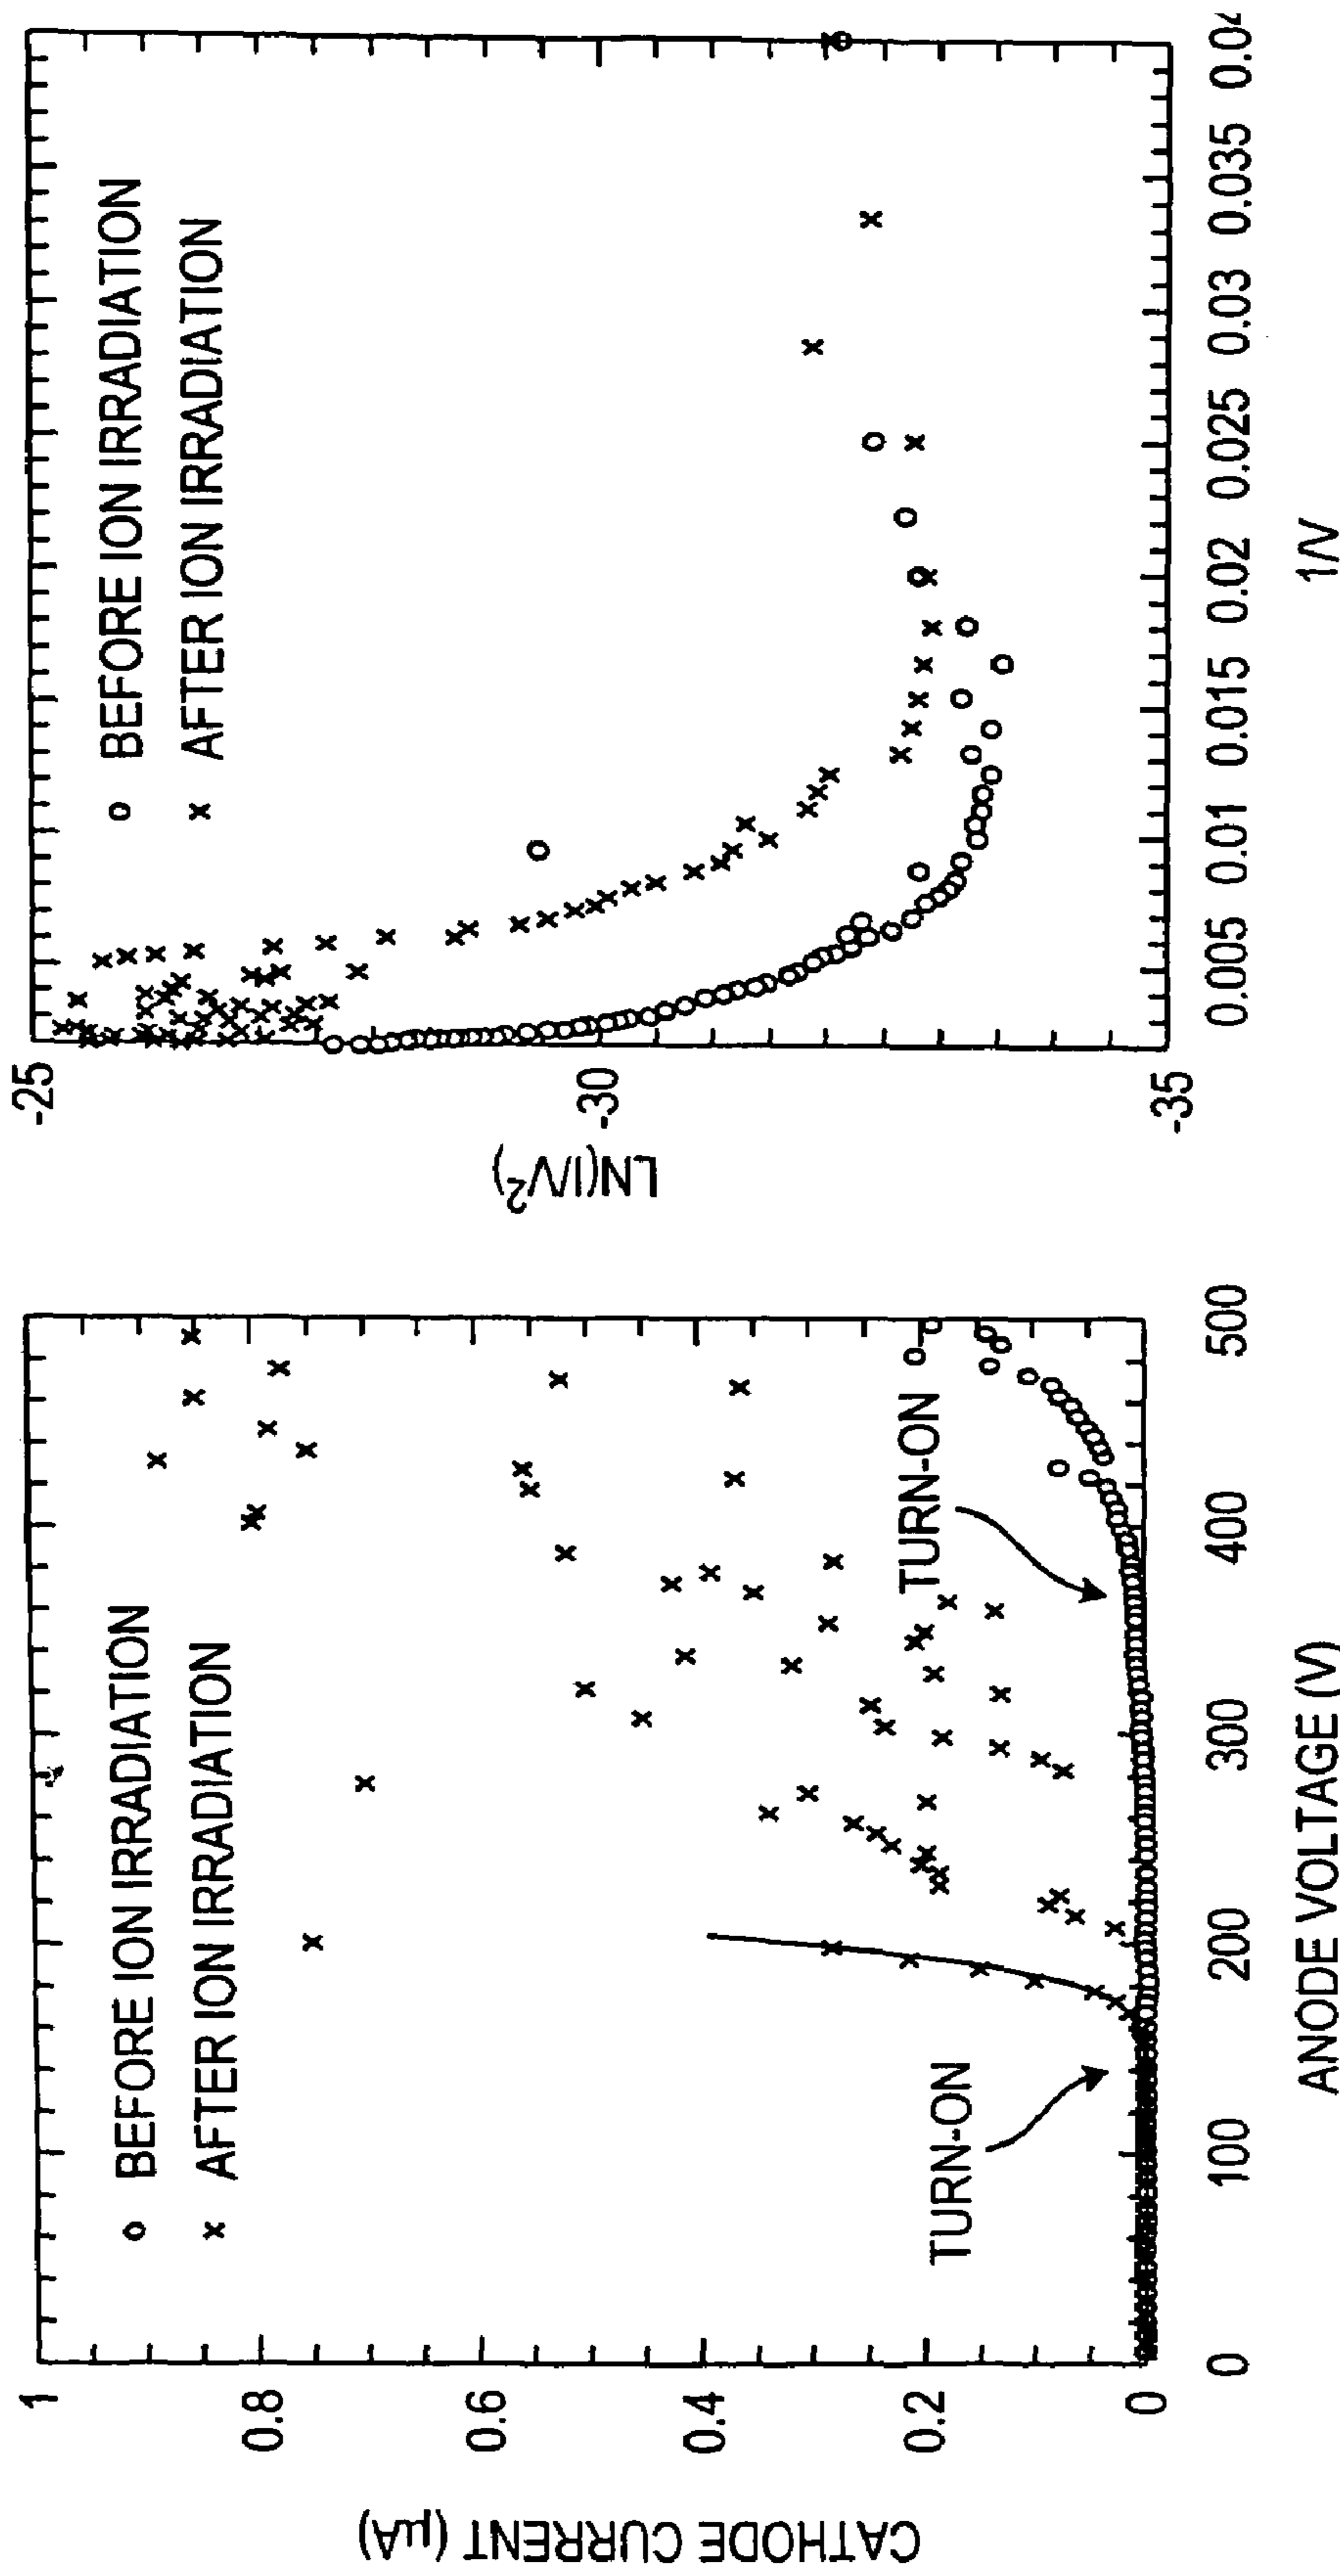 1
0.8
0.6
0.4
0.2
0
CATHODE CURRENT (µA)
o BEFORE ION IRRADIATION
x AFTER ION IRRADIATION
TURN-ON
TURN-ON
0 100 200 300 400 500
ANODE VOLTAGE (V)
-25
-30
-35
LN(I/V²)
o BEFORE ION IRRADIATION
x AFTER ION IRRADIATION
0.005 0.01 0.015 0.02 0.025 0.03 0.035 0.04
1/V